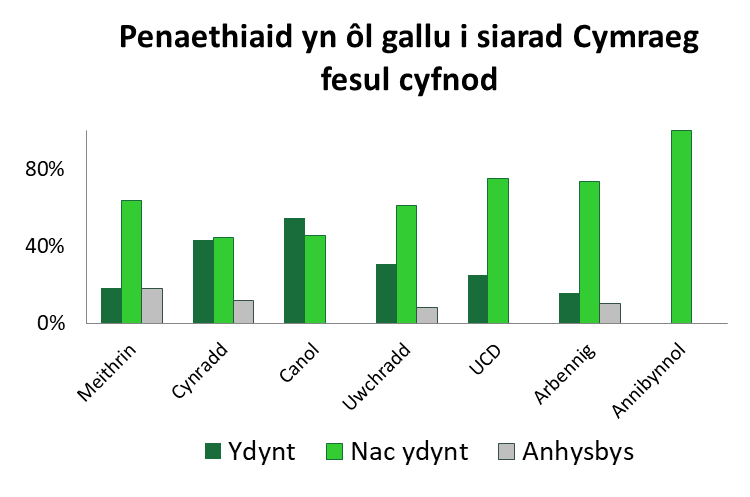 Penaethiaid yn ôl gallu i siarad Cymraeg
fesul cyfnod
80%
40%
0%
Meithrin
Cynradd
Canol
Uwchradd
UCD
Arbennig
Annibynnol
Ydynt
Nac ydynt
Anhysbys